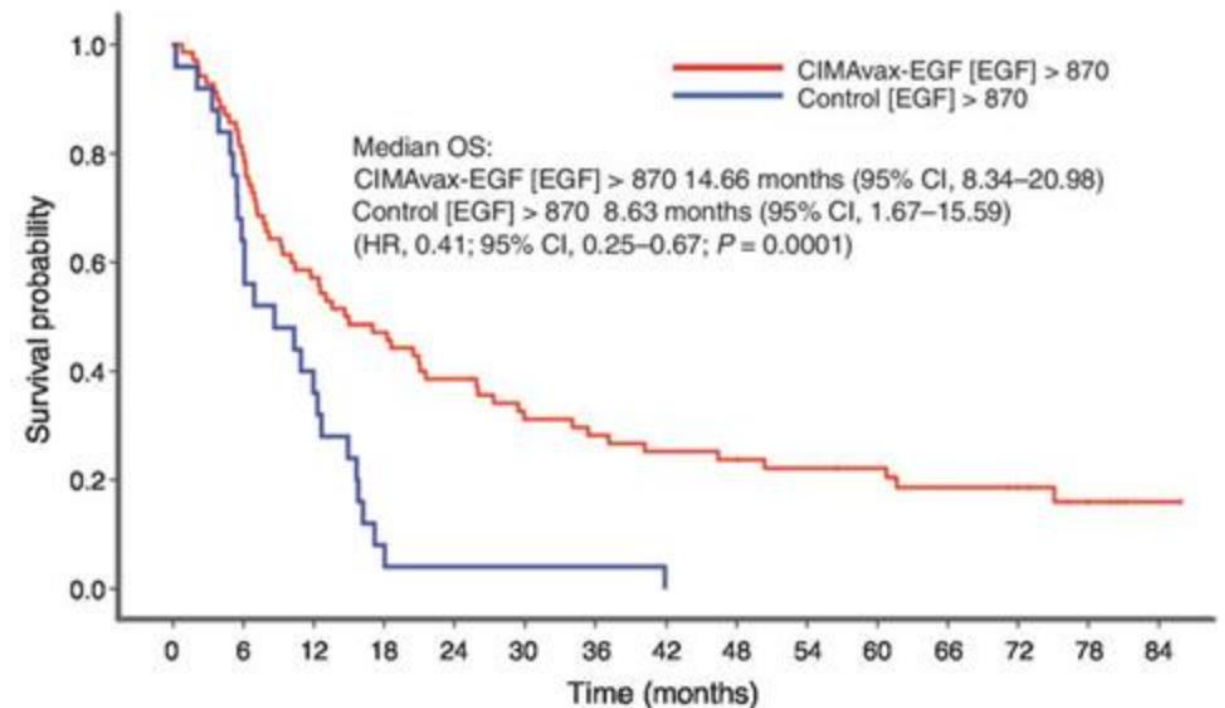 CIMAvax-EGF [EGF] > 870
Control [EGF] > 870
Median OS:
CIMAvax-EGF [EGF] > 870 14.66 months (95% CI, 8.34–20.98)
Control [EGF] > 870 8.63 months (95% CI, 1.67–15.59)
(HR, 0.41; 95% CI, 0.25–0.67; P = 0.0001)
Survival probability
1.0
0.8
0.6
0.4
0.2
0.0
0 6 12 18 24 30 36 42 48 54 60 66 72 78 84
Time (months)